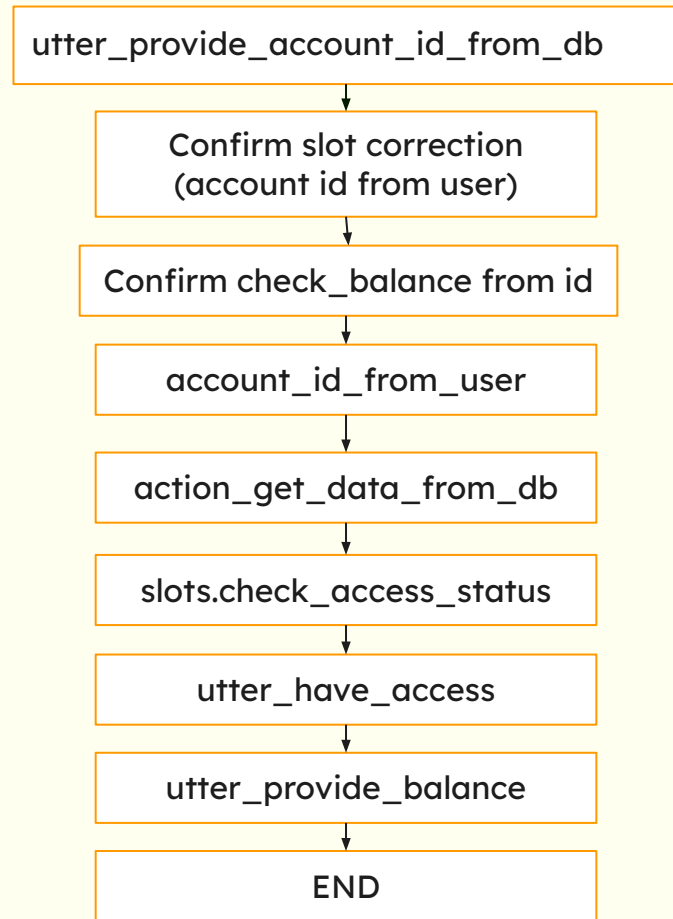 utter_provide_account_id_from_db
Confirm slot correction
(account id from user)
Confirm check_balance from id
account_id_from_user
action_get_data_from_db
slots.check_access_status
utter_have_access
utter_provide_balance
END